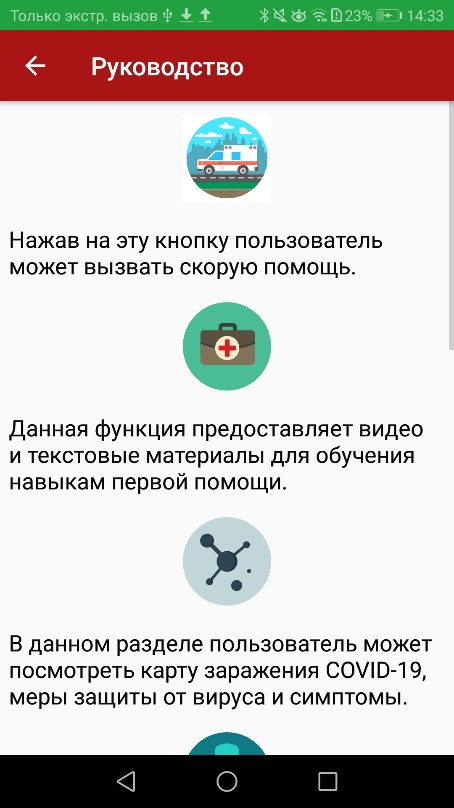 Только экстр. вызов 23% 14:33
Руководство
Нажав на эту кнопку пользователь
может вызвать скорую помощь.
Данная функция предоставляет видео
и текстовые материалы для обучения
навыкам первой помощи.
В данном разделе пользователь может
посмотреть карту заражения COVID-19,
меры защиты от вируса и симптомы.